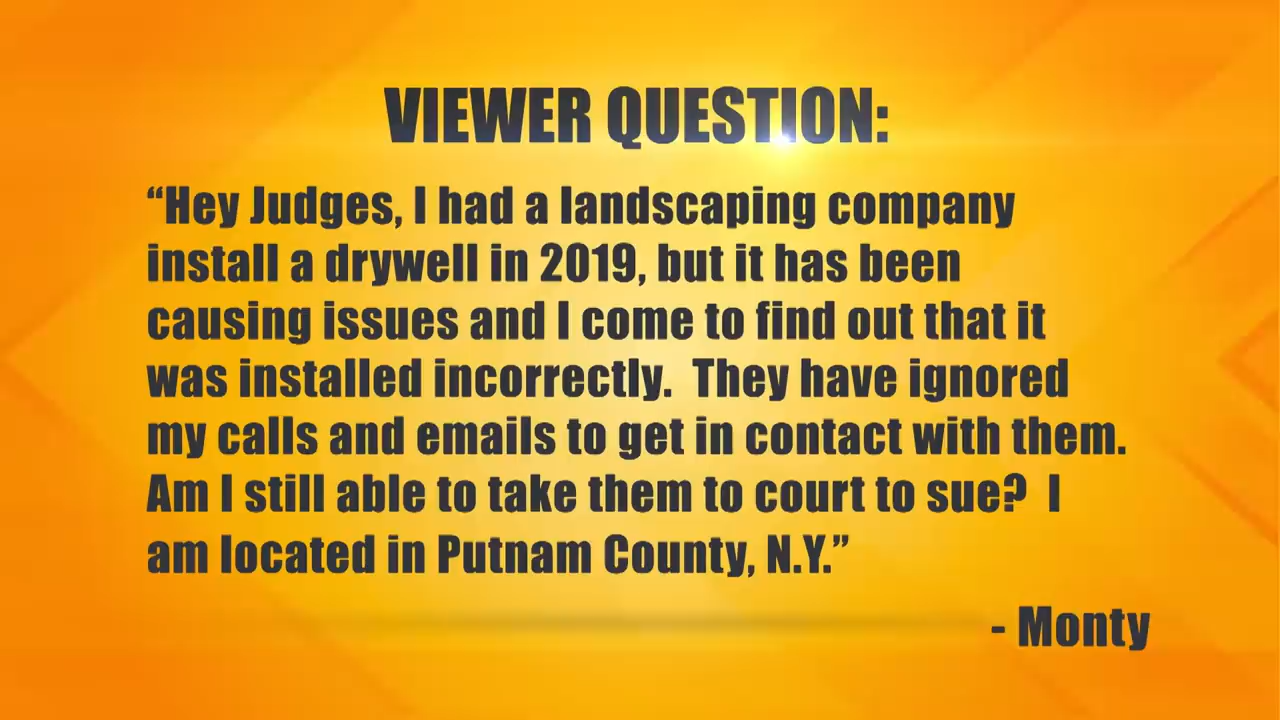 VIEWER QUESTION:
“Hey Judges, I had a landscaping company
install a drywell in 2019, but it has been
causing issues and I come to find out that it
was installed incorrectly.  They have ignored
my calls and emails to get in contact with them.
Am I still able to take them to court to sue?  I
am located in Putnam County, N.Y.”
- Monty